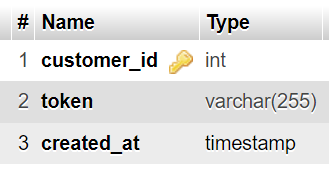 # Name Type
1 customer_id int
2 token varchar(255)
3 created_at timestamp